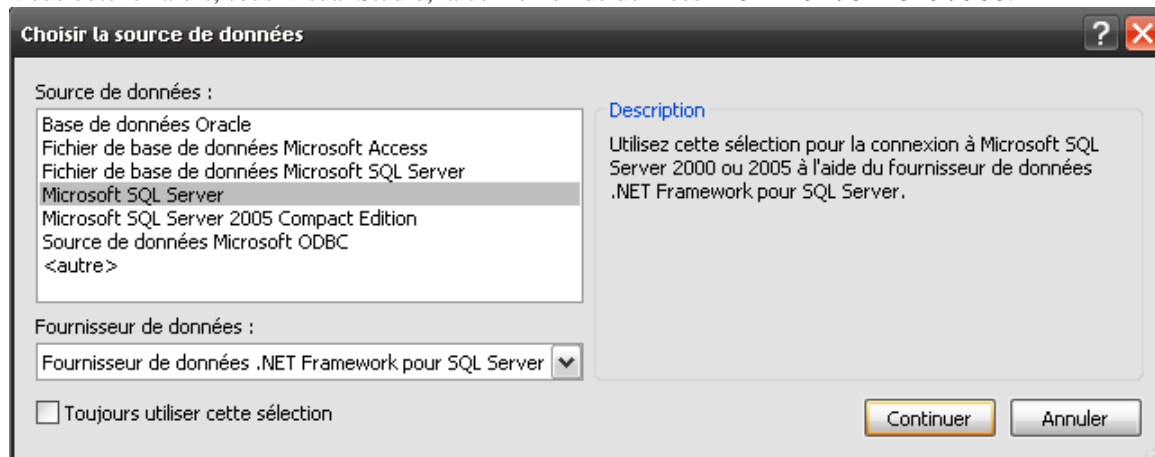 Choisir la source de données
Source de données :
Base de données Oracle
Fichier de base de données Microsoft Access
Fichier de base de données Microsoft SQL Server
Microsoft SQL Server
Microsoft SQL Server 2005 Compact Edition
Source de données Microsoft ODBC
<autre>
Fournisseur de données :
Fournisseur de données .NET Framework pour SQL Server
Toujours utiliser cette sélection
Description
Utilisez cette sélection pour la connexion à Microsoft SQL
Server 2000 ou 2005 à l'aide du fournisseur de données
.NET Framework pour SQL Server.
Continuer
Annuler